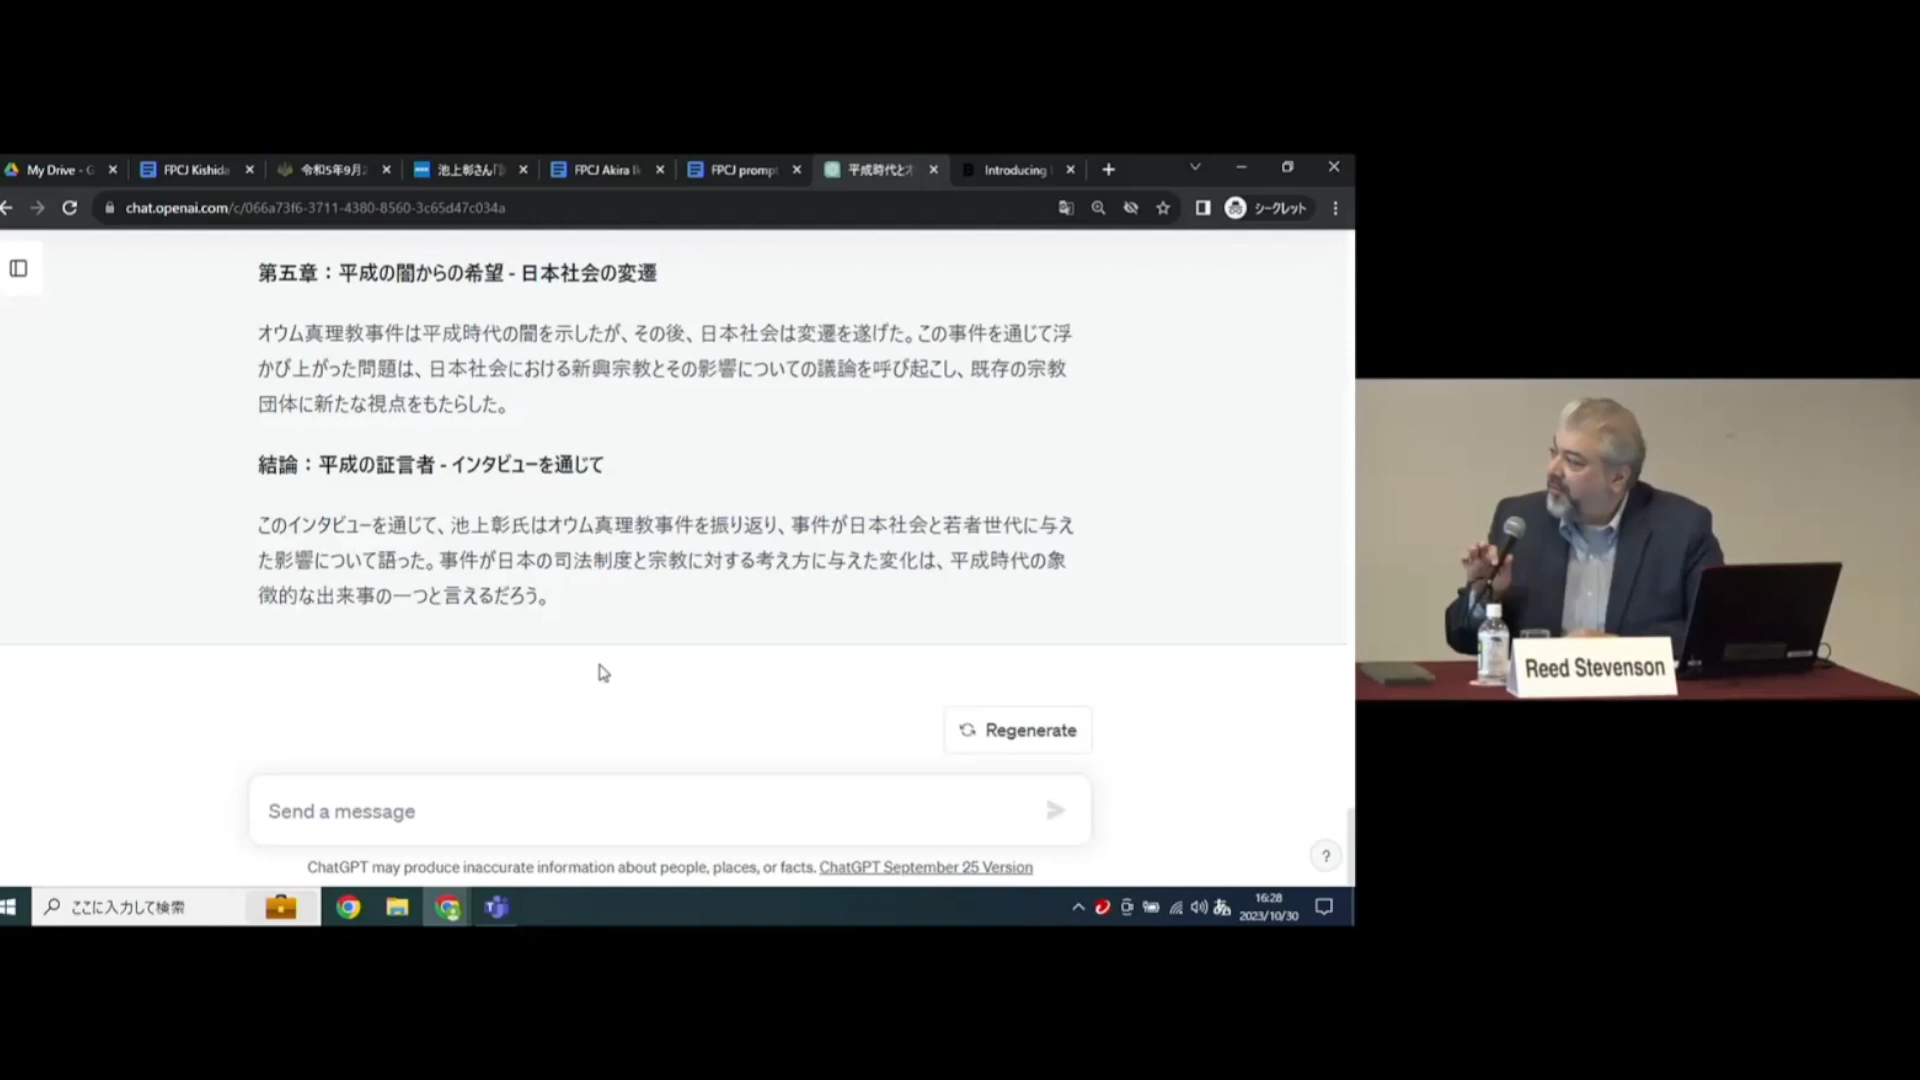 My Drive - G
FPCJ Kishida
令和5年9月
池上彰さん「
FPCJ Akira Ik
FPCJ promp
平成時代とオ
Introducing
chat.openai.com/c/066a73f6-3711-4380-8560-3c65d47c034a
シークレット
第五章：平成の闇からの希望 - 日本社会の変遷
オウム真理教事件は平成時代の闇を示したが、その後、日本社会は変遷を遂げた。この事件を通じて浮
かび上がった問題は、日本社会における新興宗教とその影響についての議論を呼び起こし、既存の宗教
団体に新たな視点をもたらした。
結論：平成の証言者 - インタビューを通じて
このインタビューを通じて、池上彰氏はオウム真理教事件を振り返り、事件が日本社会と若者世代に与え
た影響について語った。事件が日本の司法制度と宗教に対する考え方に与えた変化は、平成時代の象
徴的な出来事の一つと言えるだろう。
Regenerate
Send a message
?
ChatGPT may produce inaccurate information about people, places, or facts. ChatGPT September 25 Version
ここに入力して検索
あ
16:28
2023/10/30
Reed Stevenson